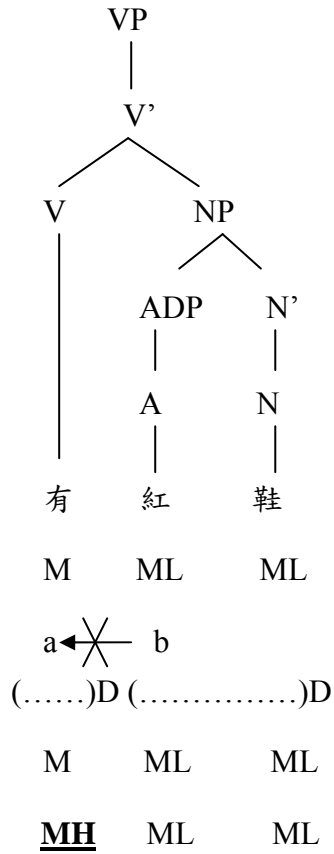 VP
V’
V NP
ADP N’
A N
有 紅 鞋
M ML ML
a b
(……)D (……………)D
M ML ML
MH ML ML